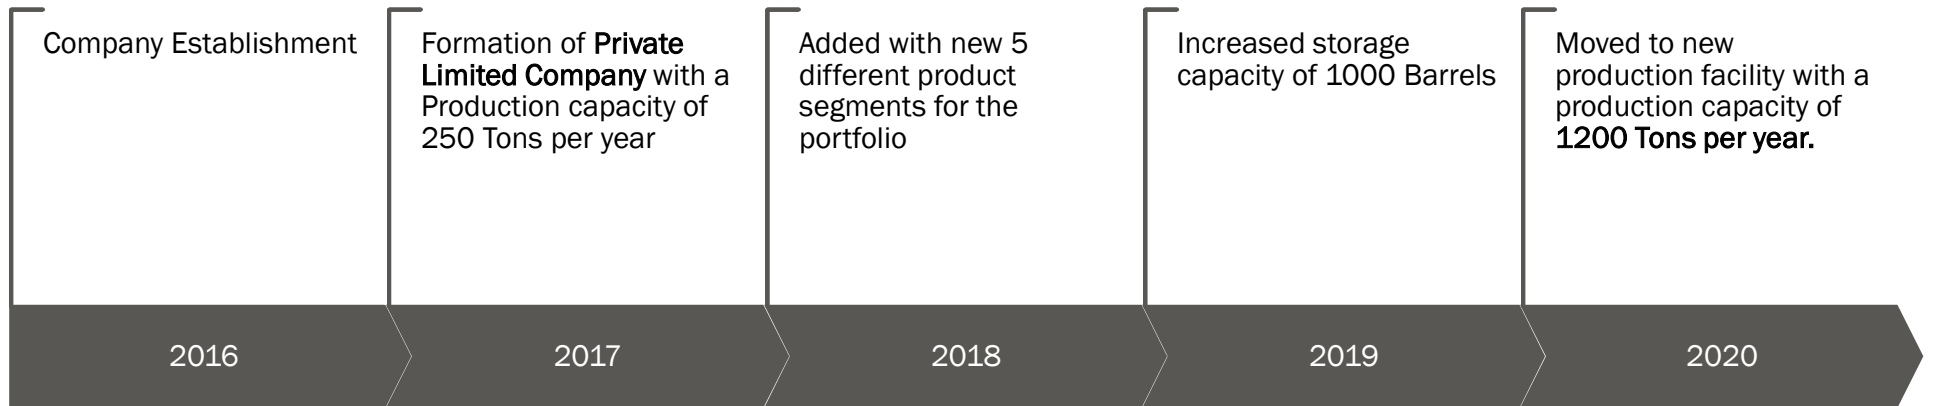 Company Establishment
Formation of Private
Limited Company with a
Production capacity of
250 Tons per year
Added with new 5
different product
segments for the
portfolio
Increased storage
capacity of 1000 Barrels
Moved to new
production facility with a
production capacity of
1200 Tons per year.
2016
2017
2018
2019
2020